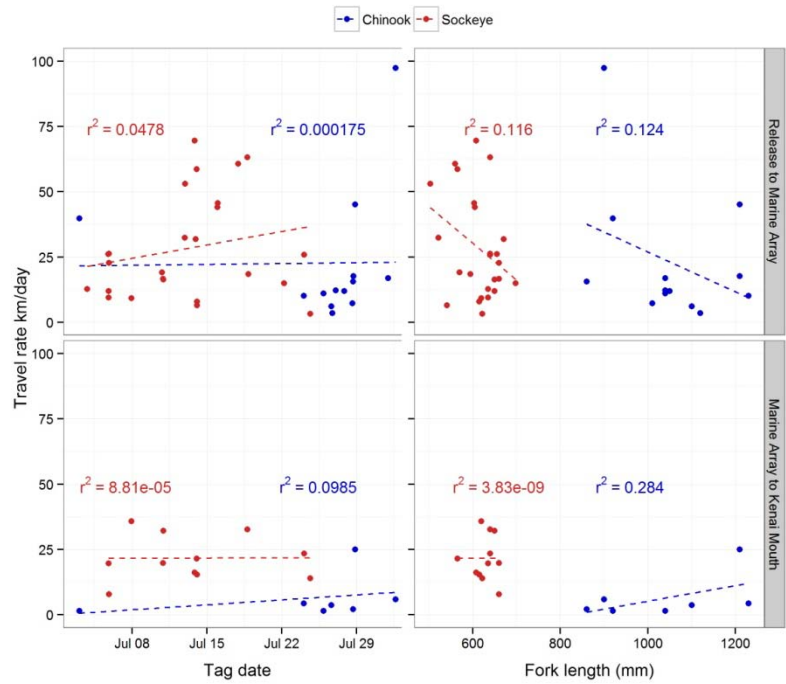 Chinook Sockeye
Travel rate km/day
100
75
50
25
0
r² = 0.0478
r² = 0.000175
r² = 0.116
r² = 0.124
Release to Marine Array
100
75
50
25
0
r² = 8.81e-05
r² = 0.0985
r² = 3.83e-09
r² = 0.284
Marine Array to Kenai Mouth
Jul 08 Jul 15 Jul 22 Jul 29
600 800 1000 1200
Tag date
Fork length (mm)